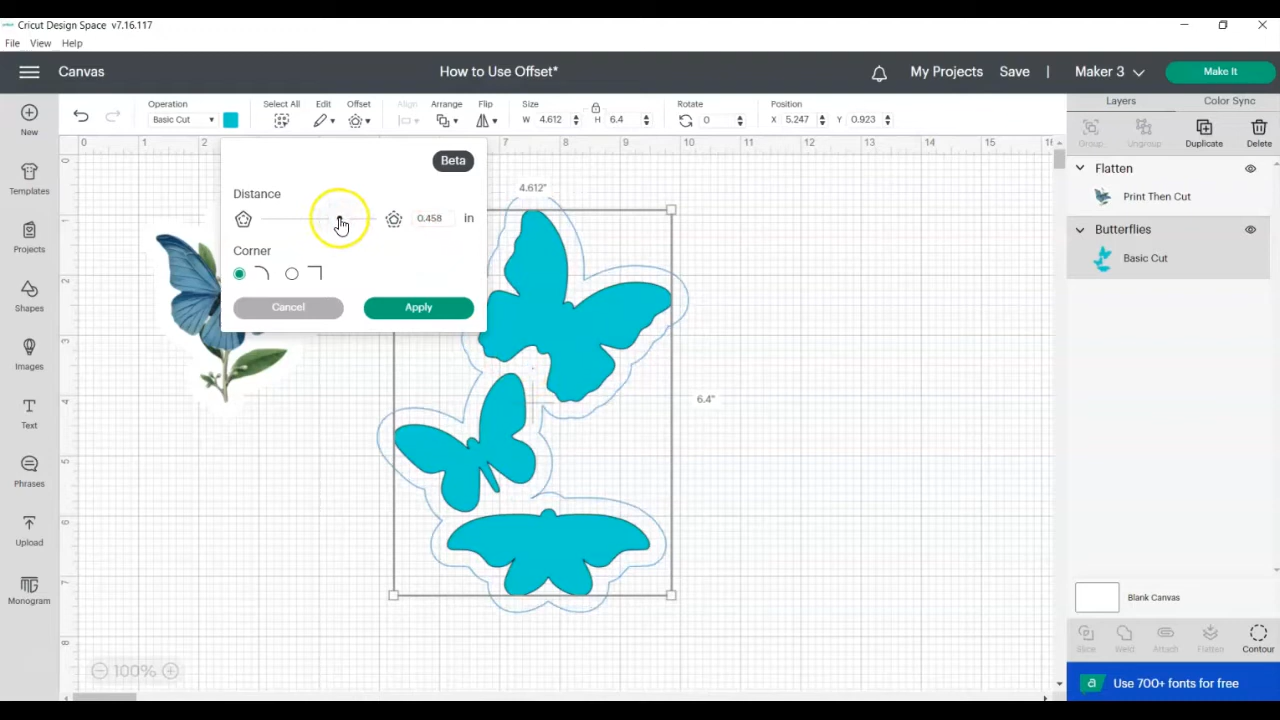 Cricut Design Space v7.16.117
File View Help
Canvas
How to Use Offset*
My Projects Save | Maker 3 Make It
Operation
Basic Cut
Select All Edit Offset Align Arrange Flip
Size
W 4.612 H 6.4
Rotate
0
Position
X 5.247 Y 0.923
Layers Color Sync
Group Ungroup Duplicate Delete
New
Templates
Projects
Shapes
Images
Text
Phrases
Upload
Monogram
0 1 2 7 8 9 10 11 12 13 14 15 16
0
1
2
3
4
5
6
7
8
Beta
Distance
0.458 in
Corner
Cancel Apply
4.612"
6.4"
100%
Flatten
Print Then Cut
Butterflies
Basic Cut
Blank Canvas
Slice Weld Attach Flatten Contour
a Use 700+ fonts for free